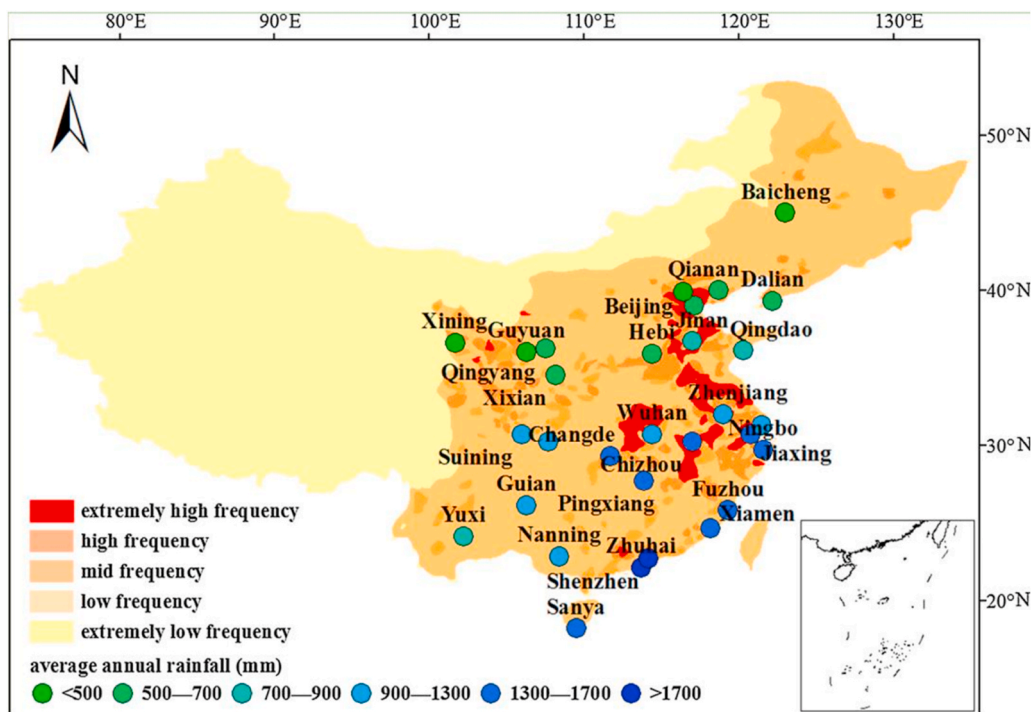 80°E 90°E 100°E 110°E 120°E 130°E
N
50°N
Baicheng
Qianan
40°N
Dalian
Beijing
Xining
Guyuan
Hebi
Jinan
Qingdao
Qingyang
Xixian
Zhenjiang
Wuhan
Changde
Ningbo
30°N
Suining
Chizhou
Jiaxing
Guian
Pingxiang
Fuzhou
Yuxi
Nanning
Xiamen
Zhuhai
Shenzhen
Sanya
20°N
extremely high frequency
high frequency
mid frequency
low frequency
extremely low frequency
average annual rainfall (mm)
<500 500—700 700—900 900—1300 1300—1700 >1700